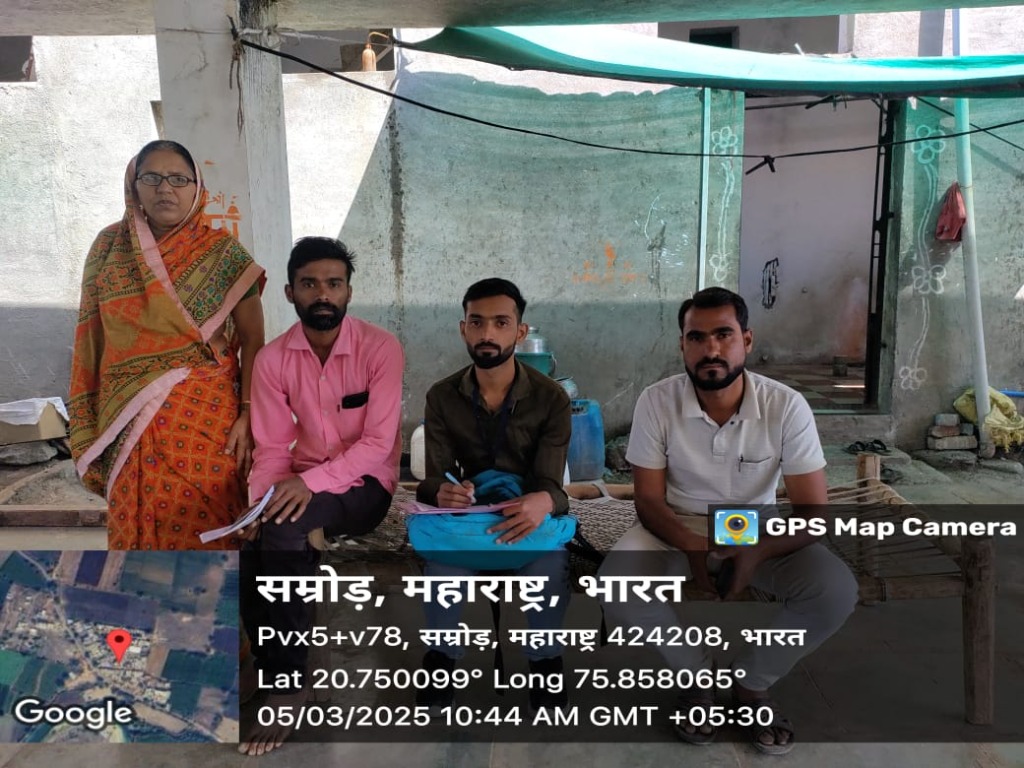 GPS Map Camera
सम्रोड़, महाराष्ट्र, भारत
Pvx5+v78, सम्रोड़, महाराष्ट्र 424208, भारत
Lat 20.750099° Long 75.858065°
05/03/2025 10:44 AM GMT +05:30
Google